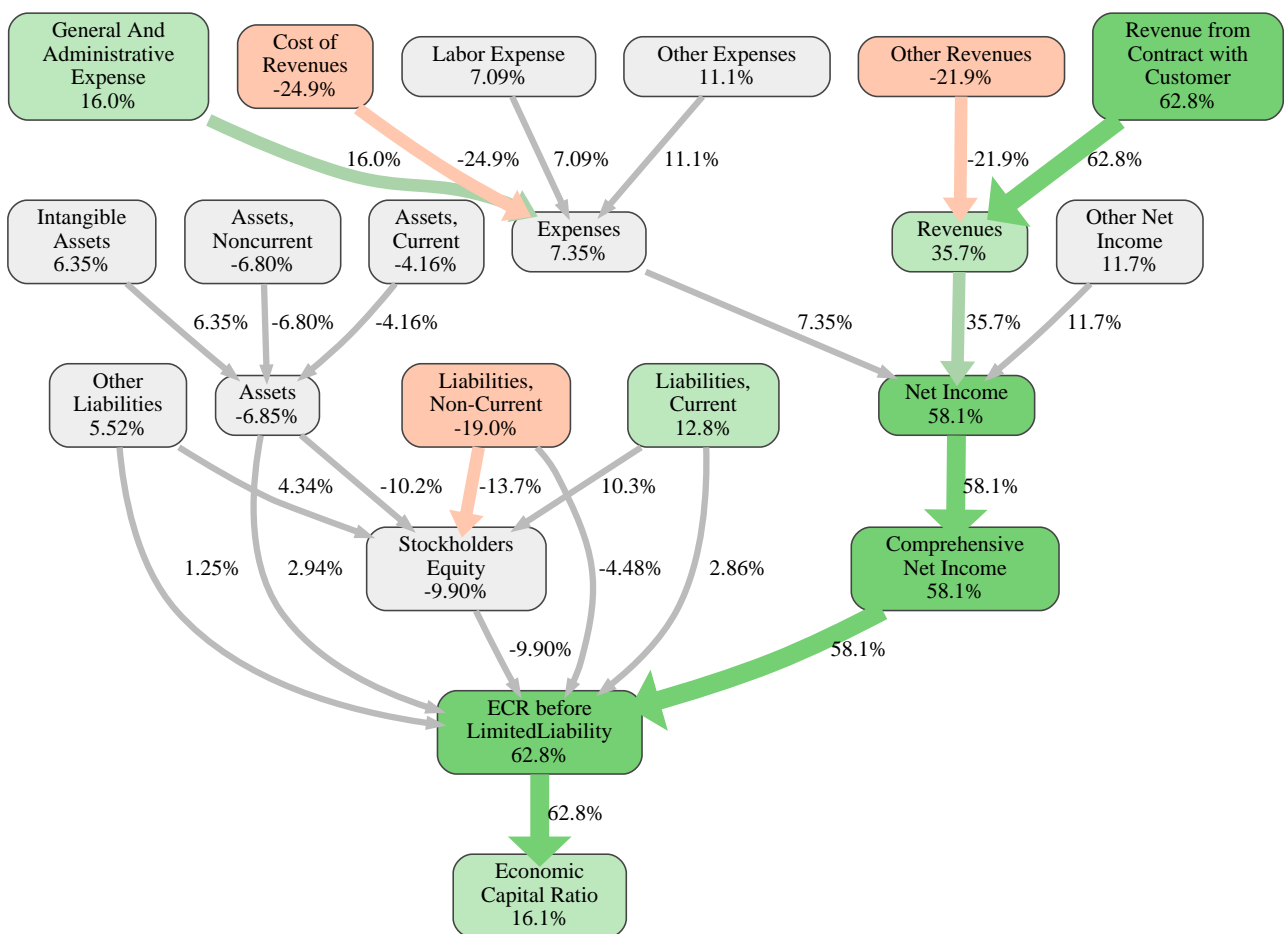 General And
Administrative
Expense
16.0%
Cost of
Revenues
-24.9%
Labor Expense
7.09%
Other Expenses
11.1%
Other Revenues
-21.9%
Revenue from
Contract with
Customer
62.8%
16.0%
-24.9%
7.09%
11.1%
-21.9%
62.8%
Intangible
Assets
6.35%
Assets,
Noncurrent
-6.80%
Assets,
Current
-4.16%
Expenses
7.35%
Revenues
35.7%
Other Net
Income
11.7%
6.35%
-6.80%
-4.16%
7.35%
35.7%
11.7%
Other
Liabilities
5.52%
Assets
-6.85%
Liabilities,
Non-Current
-19.0%
Liabilities,
Current
12.8%
Net Income
58.1%
4.34%
-10.2%
-13.7%
10.3%
58.1%
Stockholders
Equity
-9.90%
Comprehensive
Net Income
58.1%
1.25%
2.94%
-4.48%
2.86%
-9.90%
58.1%
ECR before
LimitedLiability
62.8%
62.8%
Economic
Capital Ratio
16.1%